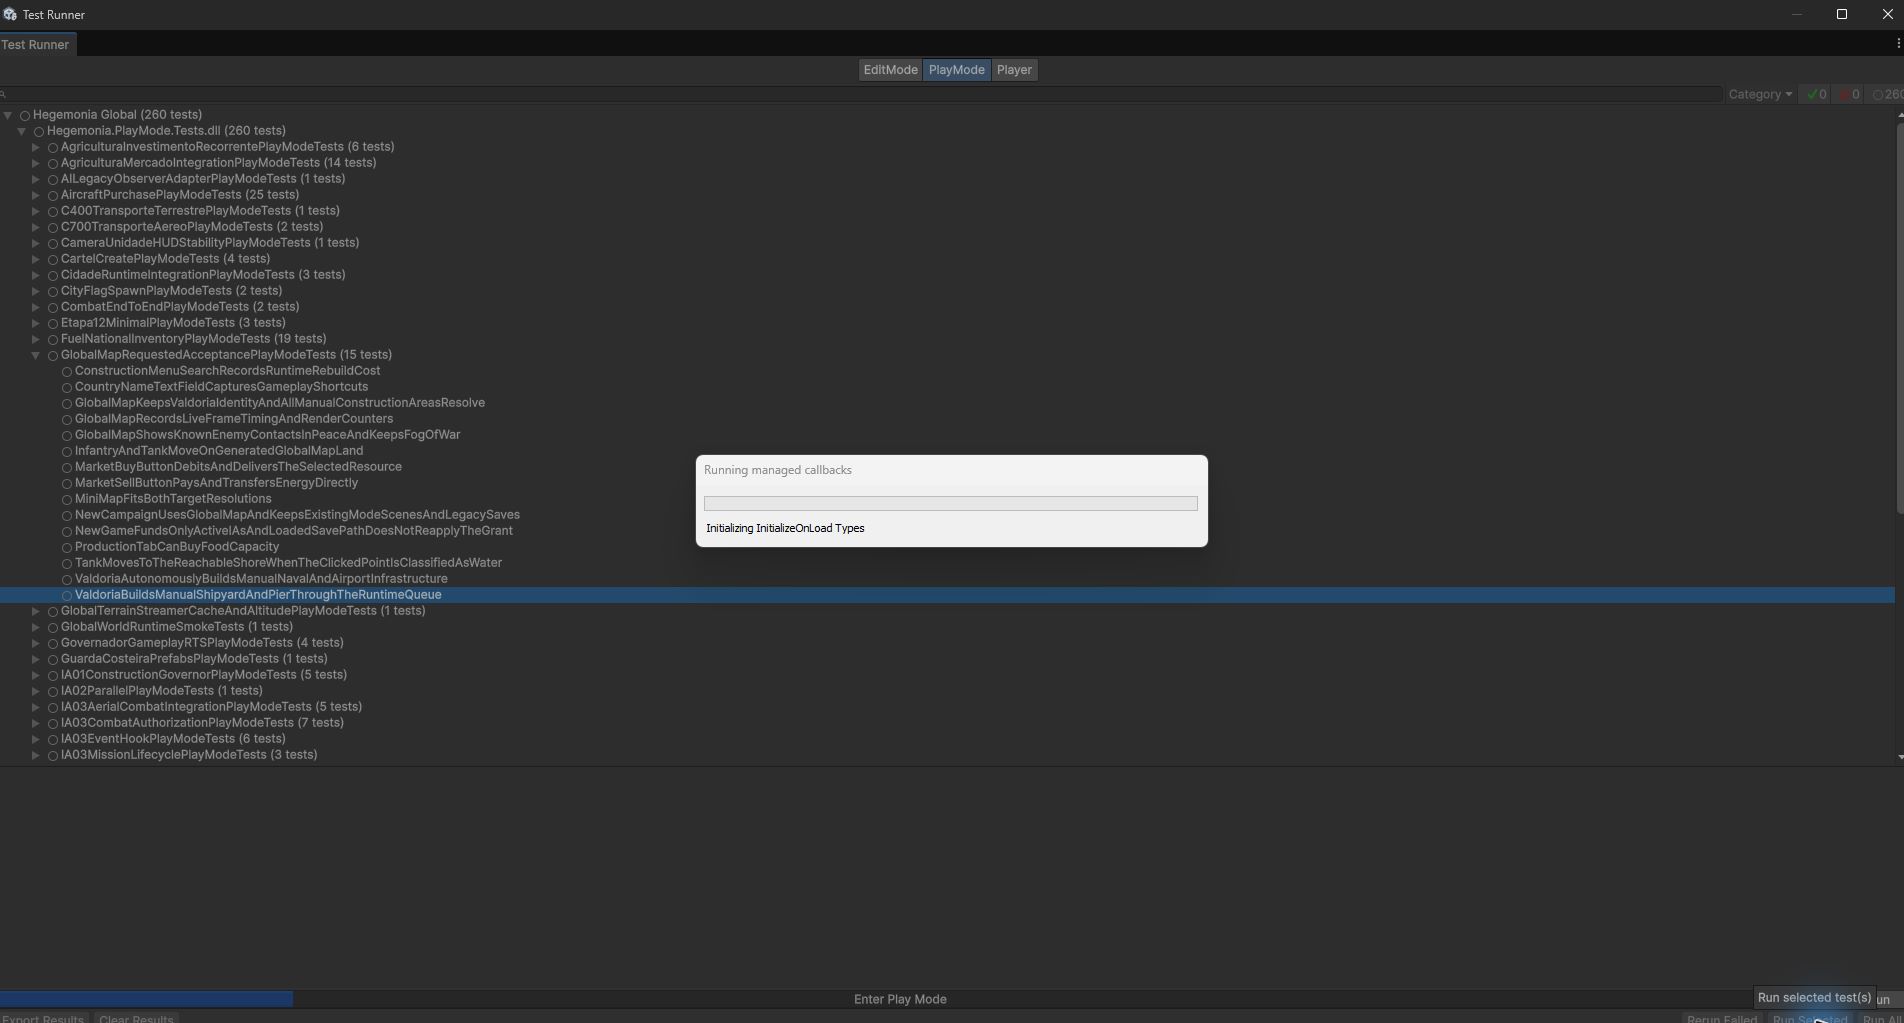 Test Runner
Test Runner
EditMode PlayMode Player
Category 0 0 260
Hegemonia Global (260 tests)
Hegemonia.PlayMode.Tests.dll (260 tests)
AgriculturaInvestimentoRecorrentePlayModeTests (6 tests)
AgriculturaMercadoIntegrationPlayModeTests (14 tests)
AILegacyObserverAdapterPlayModeTests (1 tests)
AircraftPurchasePlayModeTests (25 tests)
C400TransporteTerrestrePlayModeTests (1 tests)
C700TransporteAereoPlayModeTests (2 tests)
CameraUnidadeHUDStabilityPlayModeTests (1 tests)
CartelCreatePlayModeTests (4 tests)
CidadeRuntimeIntegrationPlayModeTests (3 tests)
CityFlagSpawnPlayModeTests (2 tests)
CombatEndToEndPlayModeTests (2 tests)
Etapa12MinimalPlayModeTests (3 tests)
FuelNationalInventoryPlayModeTests (19 tests)
GlobalMapRequestedAcceptancePlayModeTests (15 tests)
ConstructionMenuSearchRecordsRuntimeRebuildCost
CountryNameTextFieldCapturesGameplayShortcuts
GlobalMapKeepsValdoriaIdentityAndAllManualConstructionAreasResolve
GlobalMapRecordsLiveFrameTimingAndRenderCounters
GlobalMapShowsKnownEnemyContactsInPeaceAndKeepsFogOfWar
InfantryAndTankMoveOnGeneratedGlobalMapLand
MarketBuyButtonDebitsAndDeliversTheSelectedResource
MarketSellButtonPaysAndTransfersEnergyDirectly
MiniMapFitsBothTargetResolutions
NewCampaignUsesGlobalMapAndKeepsExistingModeScenesAndLegacySaves
NewGameFundsOnlyActiveIAsAndLoadedSavePathDoesNotReapplyTheGrant
ProductionTabCanBuyFoodCapacity
TankMovesToTheReachableShoreWhenTheClickedPointIsClassifiedAsWater
ValdoriaAutonomouslyBuildsManualNavalAndAirportInfrastructure
ValdoriaBuildsManualShipyardAndPierThroughTheRuntimeQueue
GlobalTerrainStreamerCacheAndAltitudePlayModeTests (1 tests)
GlobalWorldRuntimeSmokeTests (1 tests)
GovernadorGameplayRTSPlayModeTests (4 tests)
GuardaCosteiraPrefabsPlayModeTests (1 tests)
IA01ConstructionGovernorPlayModeTests (5 tests)
IA02ParallelPlayModeTests (1 tests)
IA03AerialCombatIntegrationPlayModeTests (5 tests)
IA03CombatAuthorizationPlayModeTests (7 tests)
IA03EventHookPlayModeTests (6 tests)
IA03MissionLifecyclePlayModeTests (3 tests)
Running managed callbacks
Initializing InitializeOnLoad Types
Enter Play Mode
Run selected test(s) un
Export Results Clear Results Rerun Failed Run Selected Run All